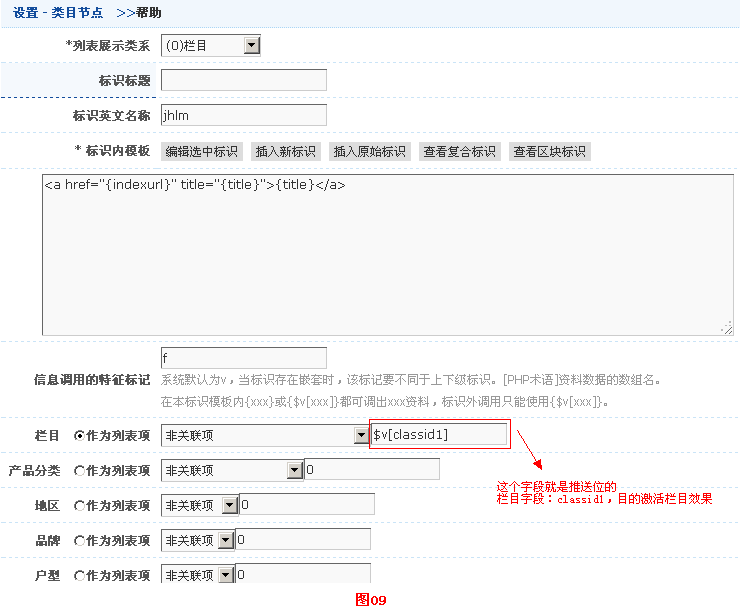 设置 - 类目节点 >>帮助
*列表展示类系 (0)栏目
标识标题
标识英文名称 jhlm
* 标识内模板 编辑选中标识 插入新标识 插入原始标识 查看复合标识 查看区块标识
<a href="{indexurl}" title="{title}">{title}</a>
f
信息调用的特征标记 系统默认为v，当标识存在嵌套时，该标记要不同于上下级标识。[PHP术语]资料数据的数组名。
在本标识模板内{xxx}或{$v[xxx]}都可调出xxx资料，标识外调用只能使用{$v[xxx]}。
栏目 作为列表项 非关联项 $v[classid1]
产品分类 作为列表项 非关联项 0
这个字段就是推送位的
栏目字段：classid1，目的激活栏目效果
地区 作为列表项 非关联项 0
品牌 作为列表项 非关联项 0
户型 作为列表项 非关联项 0
图09